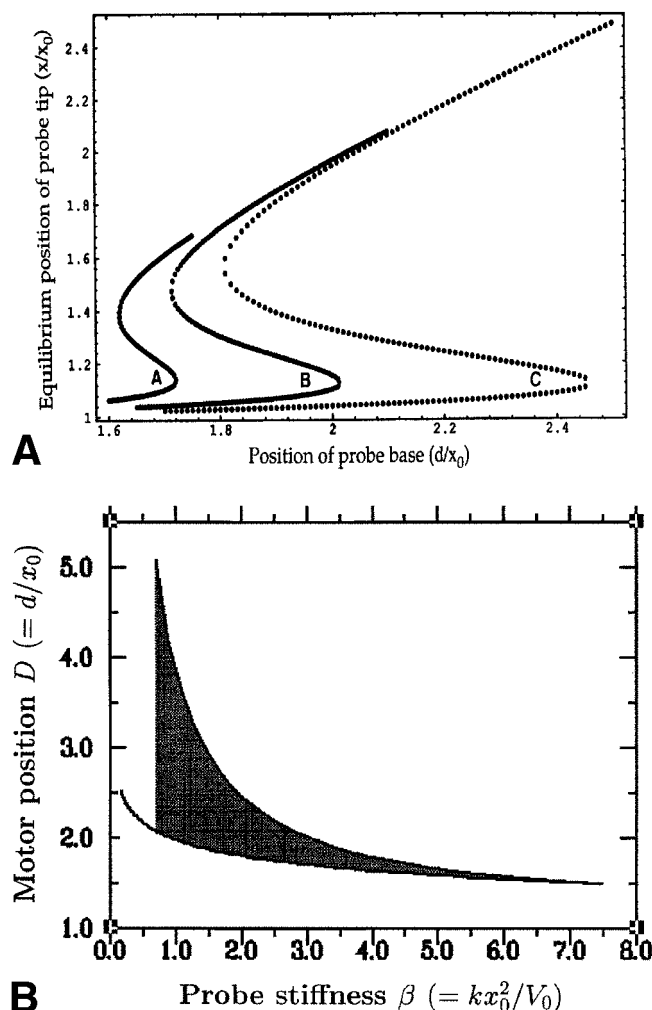 2.4
2.2
2
1.8
1.6
1.4
1.2
1
Equilibrium position of probe tip (x/x₀)
A
B
C
1.6
1.8
2
2.2
2.4
Position of probe base (d/x₀)
A
5.0
4.0
3.0
2.0
1.0
Motor position D (= d/x₀)
0.0 1.0 2.0 3.0 4.0 5.0 6.0 7.0 8.0
Probe stiffness β (= kx₀²/V₀)
B